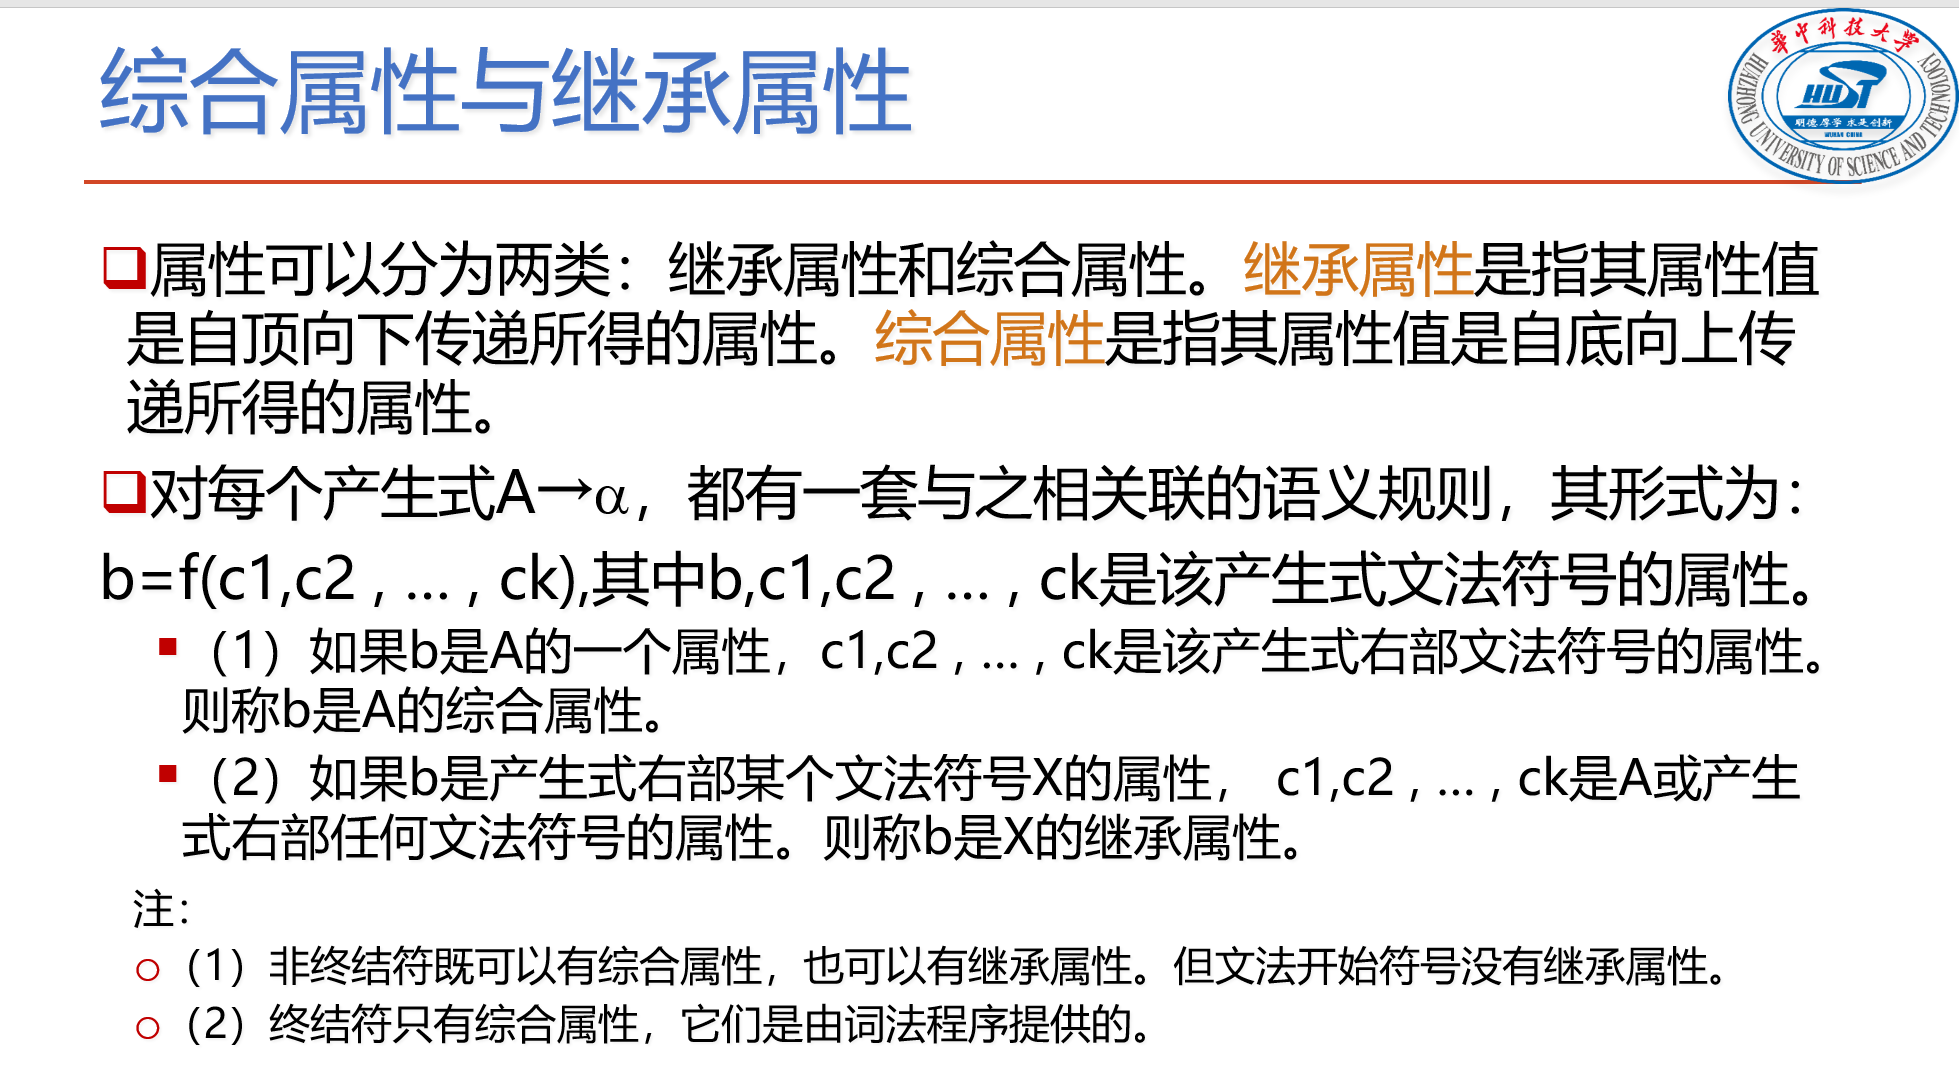 综合属性与继承属性
华中科技大学
HUAZHONG UNIVERSITY OF SCIENCE AND TECHNOLOGY
HUST
明德厚学 求是创新
WUHAN CHINA
属性可以分为两类：继承属性和综合属性。继承属性是指其属性值
是自顶向下传递所得的属性。综合属性是指其属性值是自底向上传
递所得的属性。
对每个产生式A→α，都有一套与之相关联的语义规则，其形式为：
b=f(c1,c2 , … , ck),其中b,c1,c2 , … , ck是该产生式文法符号的属性。
（1）如果b是A的一个属性，c1,c2 , … , ck是该产生式右部文法符号的属性。
则称b是A的综合属性。
（2）如果b是产生式右部某个文法符号X的属性， c1,c2 , … , ck是A或产生
式右部任何文法符号的属性。则称b是X的继承属性。
注：
（1）非终结符既可以有综合属性，也可以有继承属性。但文法开始符号没有继承属性。
（2）终结符只有综合属性，它们是由词法程序提供的。